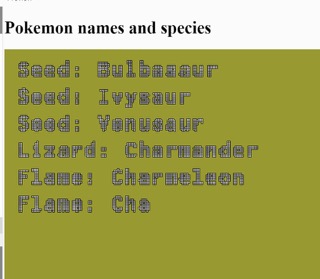 Pokemon names and species
Seed: Bulbasaur
Seed: Ivysaur
Seed: Venusaur
Lizard: Charmander
Flame: Charmeleon
Flame: Cha